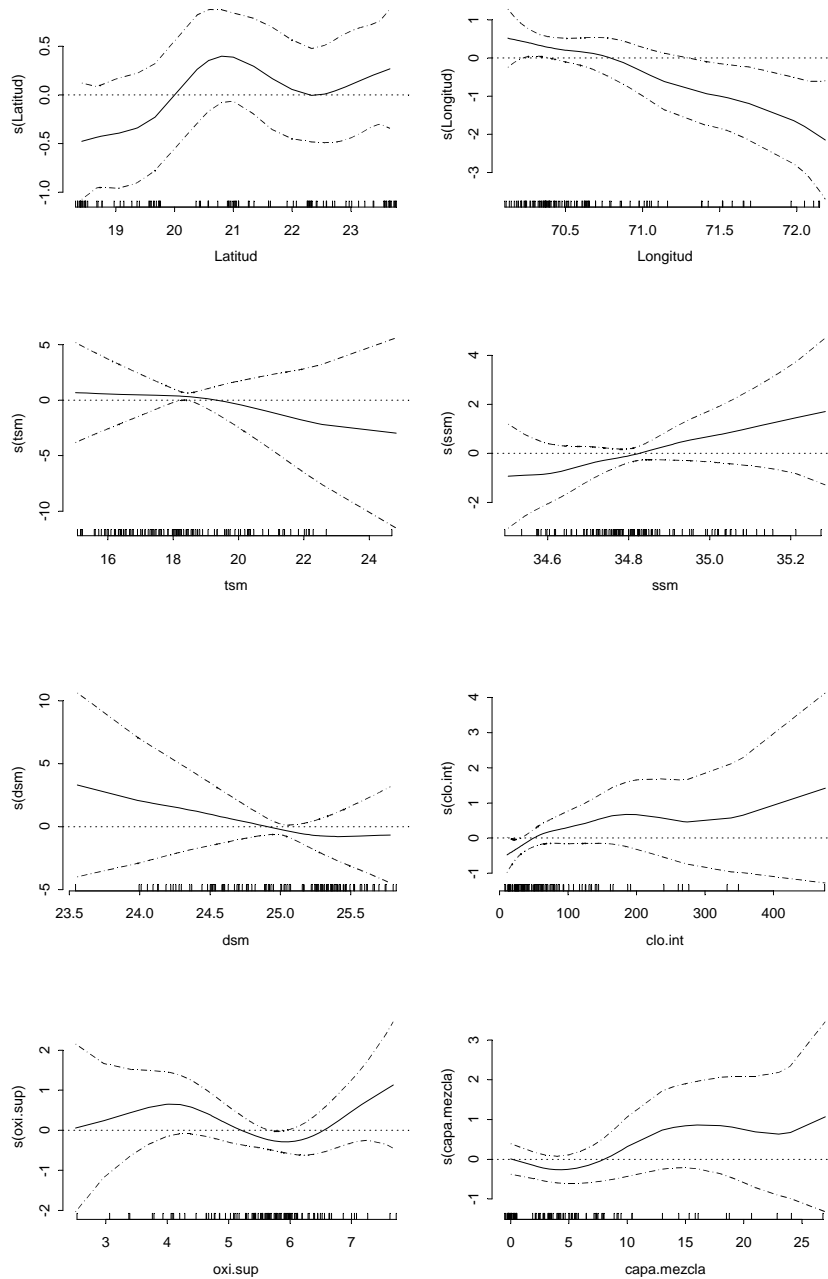 s(Latitud)
-1.0 -0.5 0.0 0.5
19 20 21 22 23
Latitud
s(Longitud)
-3 -2 -1 0 1
70.5 71.0 71.5 72.0
Longitud
s(tsm)
-10 -5 0 5
16 18 20 22 24
tsm
s(ssm)
-2 0 2 4
34.6 34.8 35.0 35.2
ssm
s(dsm)
-5 0 5 10
23.5 24.0 24.5 25.0 25.5
dsm
s(clo.int)
-1 0 1 2 3 4
0 100 200 300 400
clo.int
s(oxi.sup)
-2 -1 0 1 2
3 4 5 6 7
oxi.sup
s(capa.mezcla)
-1 0 1 2 3
0 5 10 15 20 25
capa.mezcla